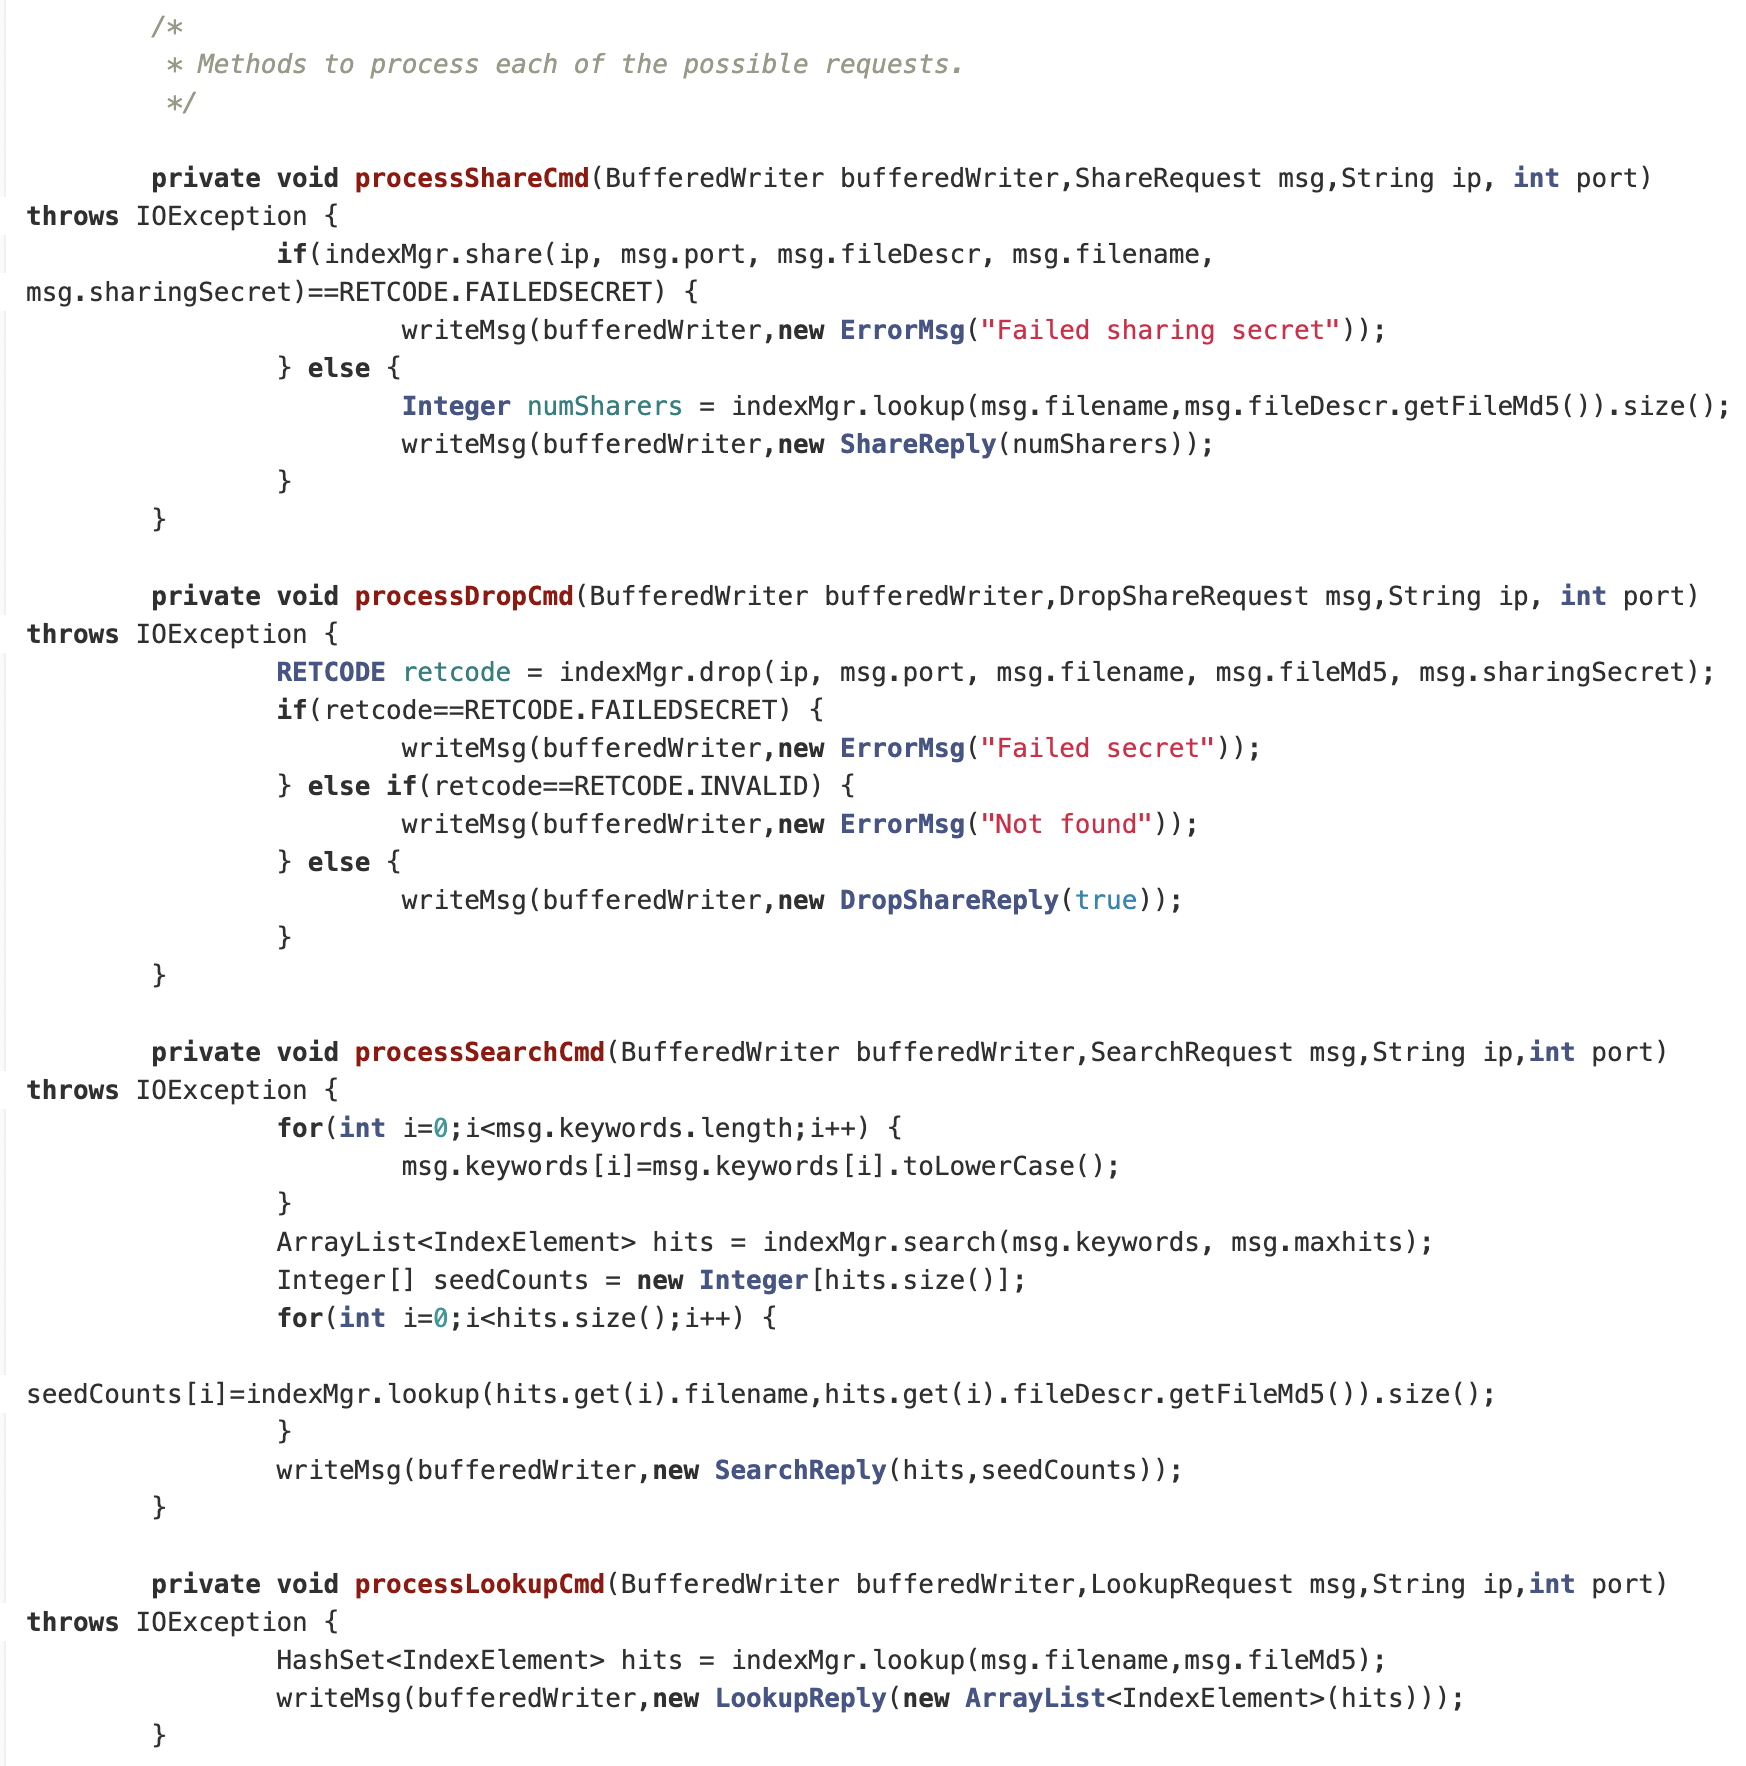 /*
 * Methods to process each of the possible requests.
 */
private void processShareCmd(BufferedWriter bufferedWriter,ShareRequest msg,String ip, int port)
throws IOException {
if(indexMgr.share(ip, msg.port, msg.fileDescr, msg.filename,
msg.sharingSecret)==RETCODE.FAILEDSECRET) {
writeMsg(bufferedWriter,new ErrorMsg("Failed sharing secret"));
} else {
Integer numSharers = indexMgr.lookup(msg.filename,msg.fileDescr.getFileMd5()).size();
writeMsg(bufferedWriter,new ShareReply(numSharers));
}
}
private void processDropCmd(BufferedWriter bufferedWriter,DropShareRequest msg,String ip, int port)
throws IOException {
RETCODE retcode = indexMgr.drop(ip, msg.port, msg.filename, msg.fileMd5, msg.sharingSecret);
if(retcode==RETCODE.FAILEDSECRET) {
writeMsg(bufferedWriter,new ErrorMsg("Failed secret"));
} else if(retcode==RETCODE.INVALID) {
writeMsg(bufferedWriter,new ErrorMsg("Not found"));
} else {
writeMsg(bufferedWriter,new DropShareReply(true));
}
}
private void processSearchCmd(BufferedWriter bufferedWriter,SearchRequest msg,String ip,int port)
throws IOException {
for(int i=0;i<msg.keywords.length;i++) {
msg.keywords[i]=msg.keywords[i].toLowerCase();
}
ArrayList<IndexElement> hits = indexMgr.search(msg.keywords, msg.maxhits);
Integer[] seedCounts = new Integer[hits.size()];
for(int i=0;i<hits.size();i++) {
seedCounts[i]=indexMgr.lookup(hits.get(i).filename,hits.get(i).fileDescr.getFileMd5()).size();
}
writeMsg(bufferedWriter,new SearchReply(hits,seedCounts));
}
private void processLookupCmd(BufferedWriter bufferedWriter,LookupRequest msg,String ip,int port)
throws IOException {
HashSet<IndexElement> hits = indexMgr.lookup(msg.filename,msg.fileMd5);
writeMsg(bufferedWriter,new LookupReply(new ArrayList<IndexElement>(hits)));
}